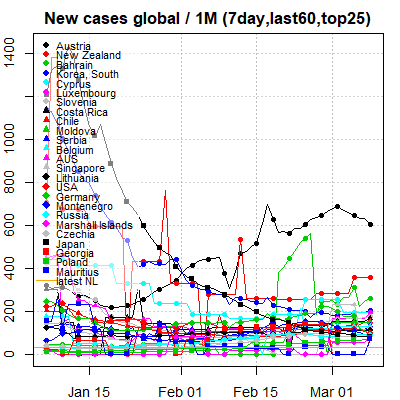 New cases global / 1M (7day,last60,top25)
1400
1200
1000
800
600
400
200
0
Austria
New Zealand
Bahrain
Korea, South
Cyprus
Luxembourg
Slovenia
Costa Rica
Chile
Moldova
Serbia
Belgium
AUS
Singapore
Lithuania
USA
Germany
Montenegro
Russia
Marshall Islands
Czechia
Japan
Georgia
Poland
Mauritius
latest NL
Jan 15
Feb 01
Feb 15
Mar 01